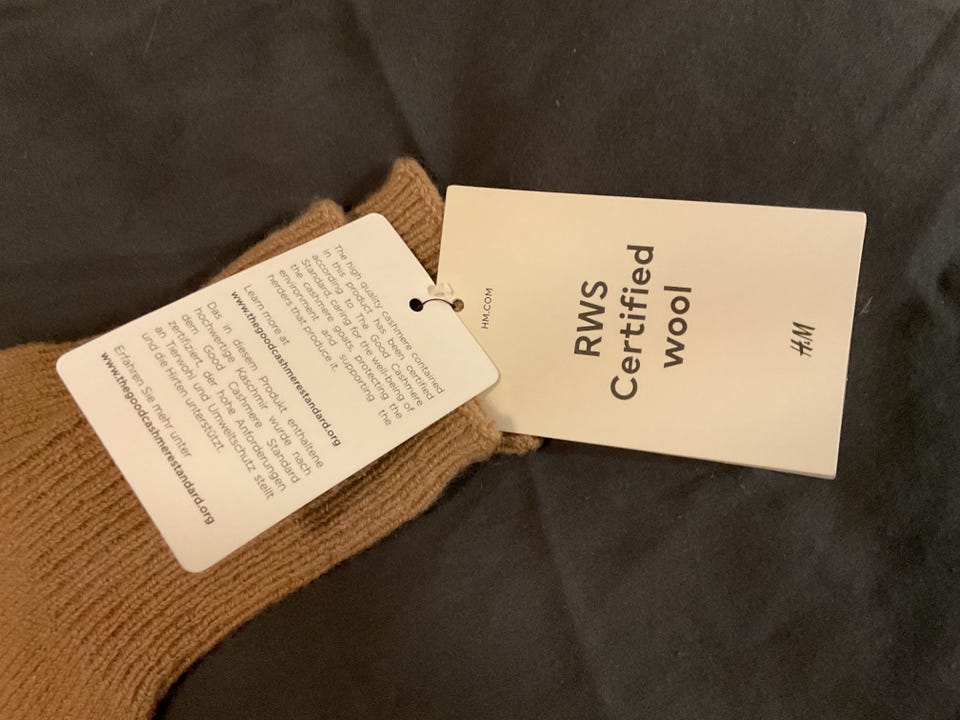 The high quality cashmere contained
in this product has been certified
according to The Good Cashmere
Standard, caring for the well-being of
the cashmere goats, protecting the
environment and supporting the
herders that produce it.
Learn more at
www.thegoodcashmerestandard.org
Das in diesem Produkt enthaltene
hochwertige Kaschmir wurde nach
dem Good Cashmere Standard
zertifiziert, der hohe Anforderungen
an Tierwohl und Umweltschutz stellt
und die Hirten unterstützt.
Erfahren Sie mehr unter
www.thegoodcashmerestandard.org
HM.COM
RWS
Certified
wool
H&M